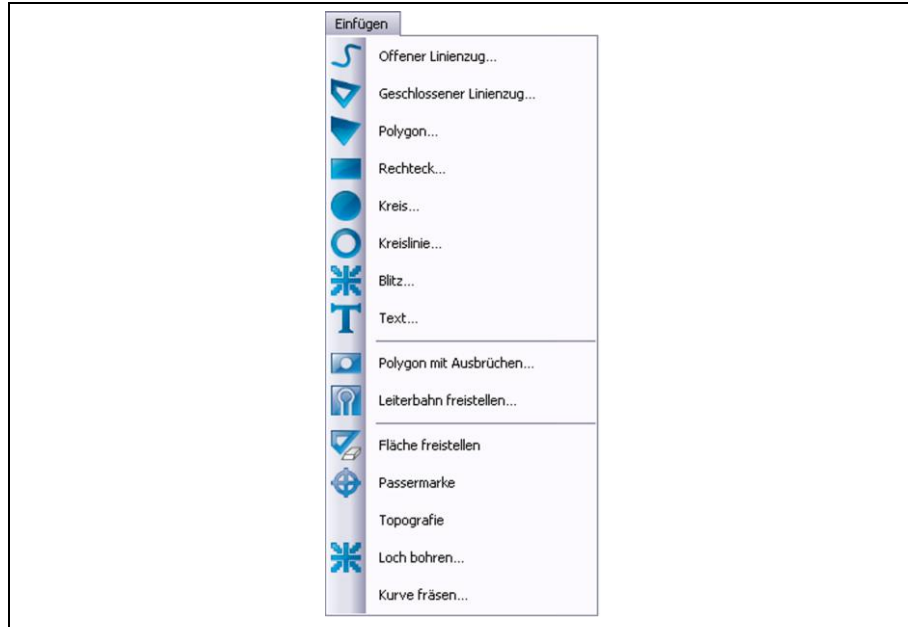 Einfügen
Offener Linienzug...
Geschlossener Linienzug...
Polygon...
Rechteck...
Kreis...
Kreislinie...
Blitz...
Text...
Polygon mit Ausbrüchen...
Leiterbahn freistellen...
Fläche freistellen
Passermarke
Topografie
Loch bohren...
Kurve fräsen...